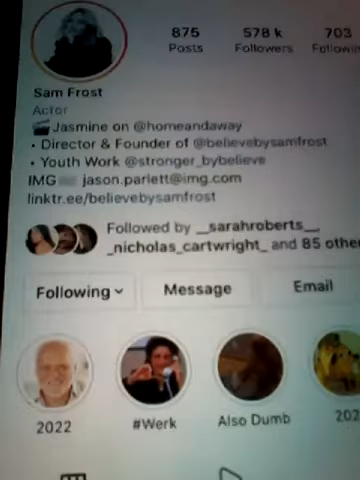 875 578 k 703
Posts Followers Followin
Sam Frost
Actor
🎬 Jasmine on @homeandaway
• Director & Founder of @believebysamfrost
• Youth Work @stronger_bybelieve
IMG jason.parlett@img.com
linktr.ee/believebysamfrost
Followed by __sarahroberts__,
_nicholas_cartwright_ and 85 othe
Following Message Email
2022 #Werk Also Dumb 202